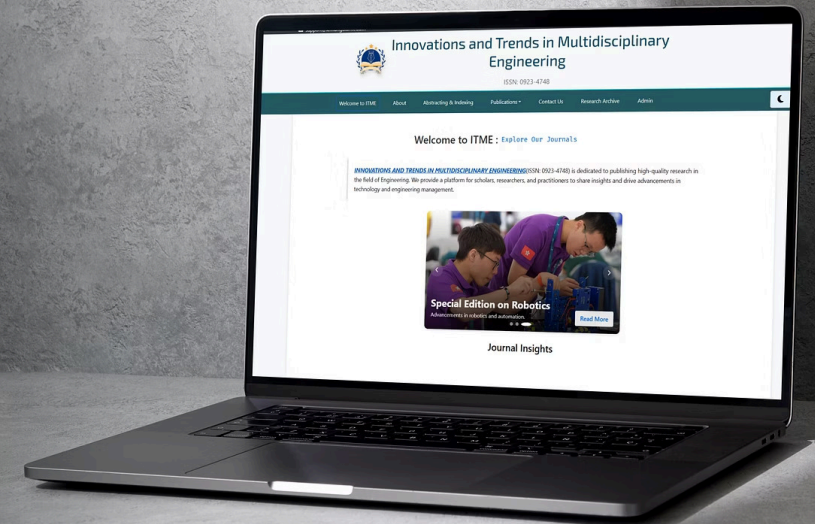 Innovations and Trends in Multidisciplinary
Engineering
ISSN: 0923-4748
Welcome to ITME About Abstracting & Indexing Publications Contact Us Research Archive Admin
Welcome to ITME : Explore Our Journals
INNOVATIONS AND TRENDS IN MULTIDISCIPLINARY ENGINEERING(ISSN: 0923-4748) is dedicated to publishing high-quality research in
the field of Engineering. We provide a platform for scholars, researchers, and practitioners to share insights and drive advancements in
technology and engineering management.
Special Edition on Robotics
Advancements in robotics and automation.
Read More
Journal Insights